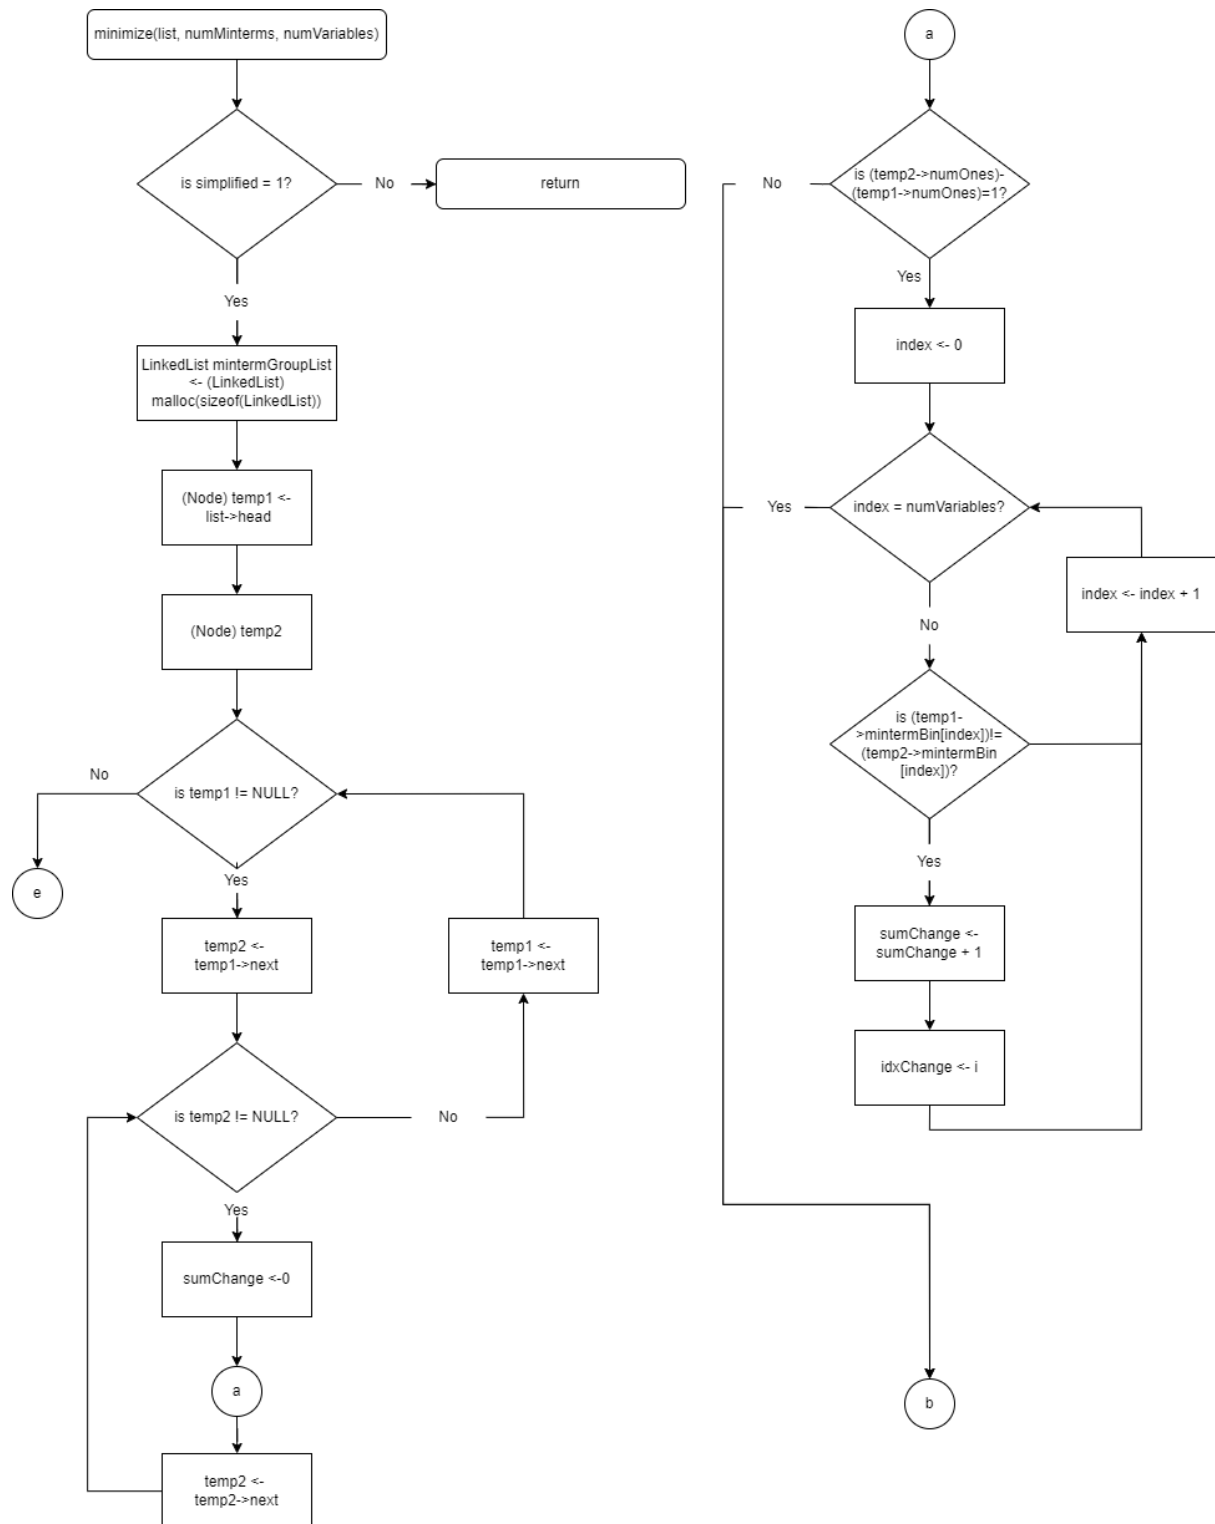 minimize(list, numMinterms, numVariables)
is simplified = 1?
No
return
Yes
LinkedList mintermGroupList
<- (LinkedList)
malloc(sizeof(LinkedList))
(Node) temp1 <-
list->head
(Node) temp2
is temp1 != NULL?
No
e
Yes
temp2 <-
temp1->next
temp1 <-
temp1->next
is temp2 != NULL?
No
Yes
sumChange <-0
a
temp2 <-
temp2->next
a
is (temp2->numOnes)-
(temp1->numOnes)=1?
No
Yes
index <- 0
index = numVariables?
Yes
index <- index + 1
No
is (temp1-
>mintermBin[index])!=
(temp2->mintermBin
[index])?
Yes
sumChange <-
sumChange + 1
idxChange <- i
b